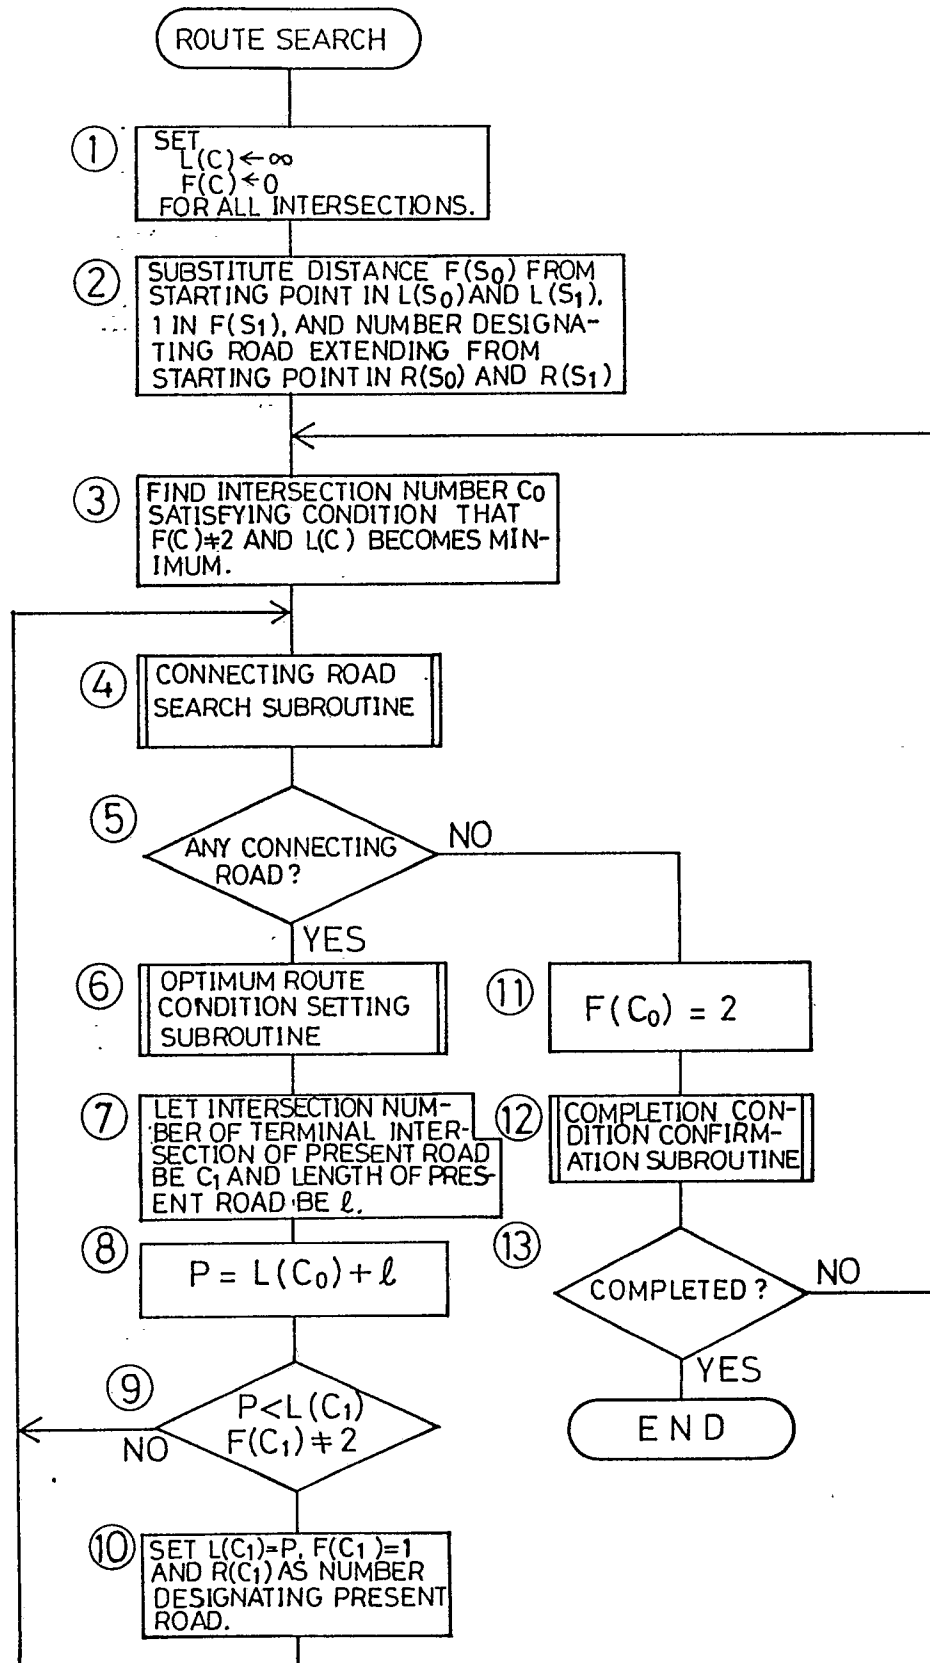 ROUTE SEARCH
①
SET
L(C)←∞
F(C)←0
FOR ALL INTERSECTIONS.
②
SUBSTITUTE DISTANCE F(S₀) FROM
STARTING POINT IN L(S₀) AND L(S₁),
1 IN F(S₁), AND NUMBER DESIGNA-
TING ROAD EXTENDING FROM
STARTING POINT IN R(S₀) AND R(S₁)
③
FIND INTERSECTION NUMBER C₀
SATISFYING CONDITION THAT
F(C)≠2 AND L(C) BECOMES MIN-
IMUM.
④
CONNECTING ROAD
SEARCH SUBROUTINE
⑤
ANY CONNECTING
ROAD?
NO
YES
⑥
OPTIMUM ROUTE
CONDITION SETTING
SUBROUTINE
⑦
LET INTERSECTION NUM-
BER OF TERMINAL INTER-
SECTION OF PRESENT ROAD
BE C₁ AND LENGTH OF PRES-
ENT ROAD BE ℓ.
⑧
P = L(C₀)+ℓ
⑨
P<L(C₁)
F(C₁)≠2
NO
⑩
SET L(C₁)=P, F(C₁)=1
AND R(C₁) AS NUMBER
DESIGNATING PRESENT
ROAD.
⑪
F(C₀) = 2
⑫
COMPLETION CON-
DITION CONFIRM-
ATION SUBROUTINE
⑬
COMPLETED?
NO
YES
END